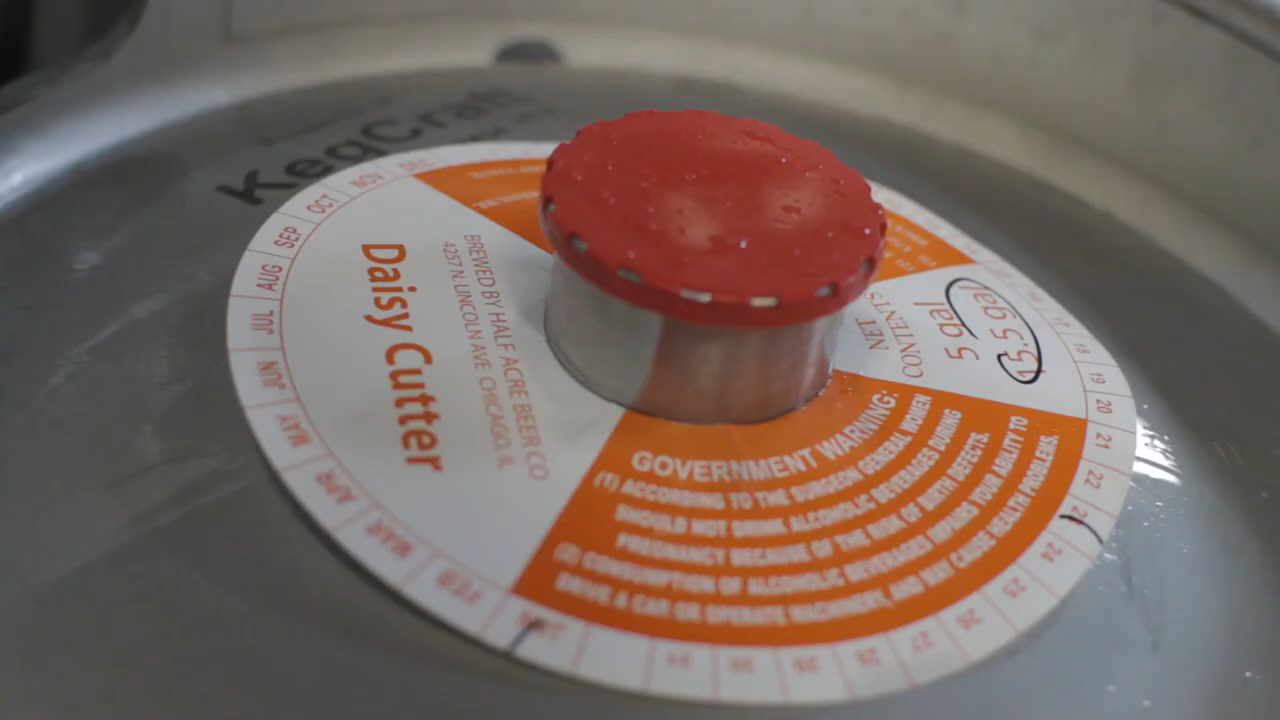 KegCraft
Daisy Cutter
BREWED BY HALF ACRE BEER CO
4257 N. LINCOLN AVE CHICAGO, IL
NET
CONTENTS
5 gal
15.5 gal
GOVERNMENT WARNING:
(1) ACCORDING TO THE SURGEON GENERAL WOMEN
SHOULD NOT DRINK ALCOHOLIC BEVERAGES DURING
PREGNANCY BECAUSE OF THE RISK OF BIRTH DEFECTS.
(2) CONSUMPTION OF ALCOHOLIC BEVERAGES IMPAIRS YOUR ABILITY TO
DRIVE A CAR OR OPERATE MACHINERY, AND MAY CAUSE HEALTH PROBLEMS.
JAN
FEB
MAR
APR
MAY
JUN
JUL
AUG
SEP
OCT
NOV
DEC
18
19
20
21
22
23
24
25
26
27
28
29
30
31